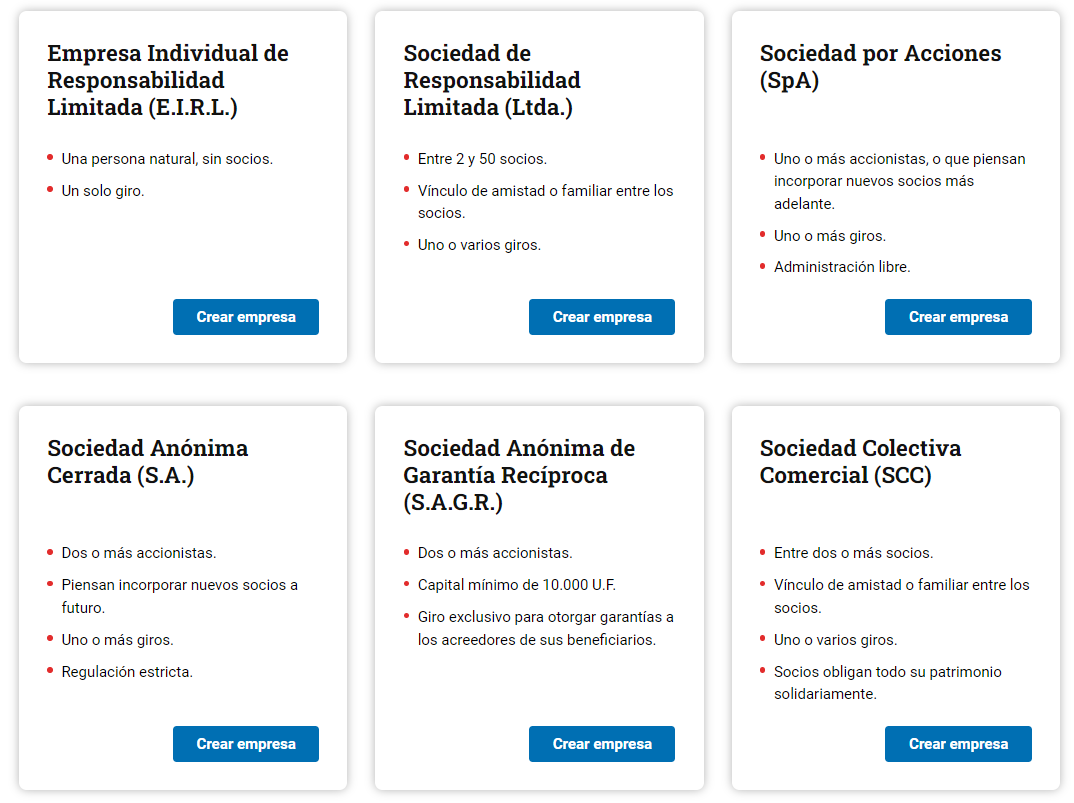 Empresa Individual de
Responsabilidad
Limitada (E.I.R.L.)
Una persona natural, sin socios.
Un solo giro.
Crear empresa
Sociedad de
Responsabilidad
Limitada (Ltda.)
Entre 2 y 50 socios.
Vínculo de amistad o familiar entre los
socios.
Uno o varios giros.
Crear empresa
Sociedad por Acciones
(SpA)
Uno o más accionistas, o que piensan
incorporar nuevos socios más
adelante.
Uno o más giros.
Administración libre.
Crear empresa
Sociedad Anónima
Cerrada (S.A.)
Dos o más accionistas.
Piensan incorporar nuevos socios a
futuro.
Uno o más giros.
Regulación estricta.
Crear empresa
Sociedad Anónima de
Garantía Recíproca
(S.A.G.R.)
Dos o más accionistas.
Capital mínimo de 10.000 U.F.
Giro exclusivo para otorgar garantías a
los acreedores de sus beneficiarios.
Crear empresa
Sociedad Colectiva
Comercial (SCC)
Entre dos o más socios.
Vínculo de amistad o familiar entre los
socios.
Uno o varios giros.
Socios obligan todo su patrimonio
solidariamente.
Crear empresa